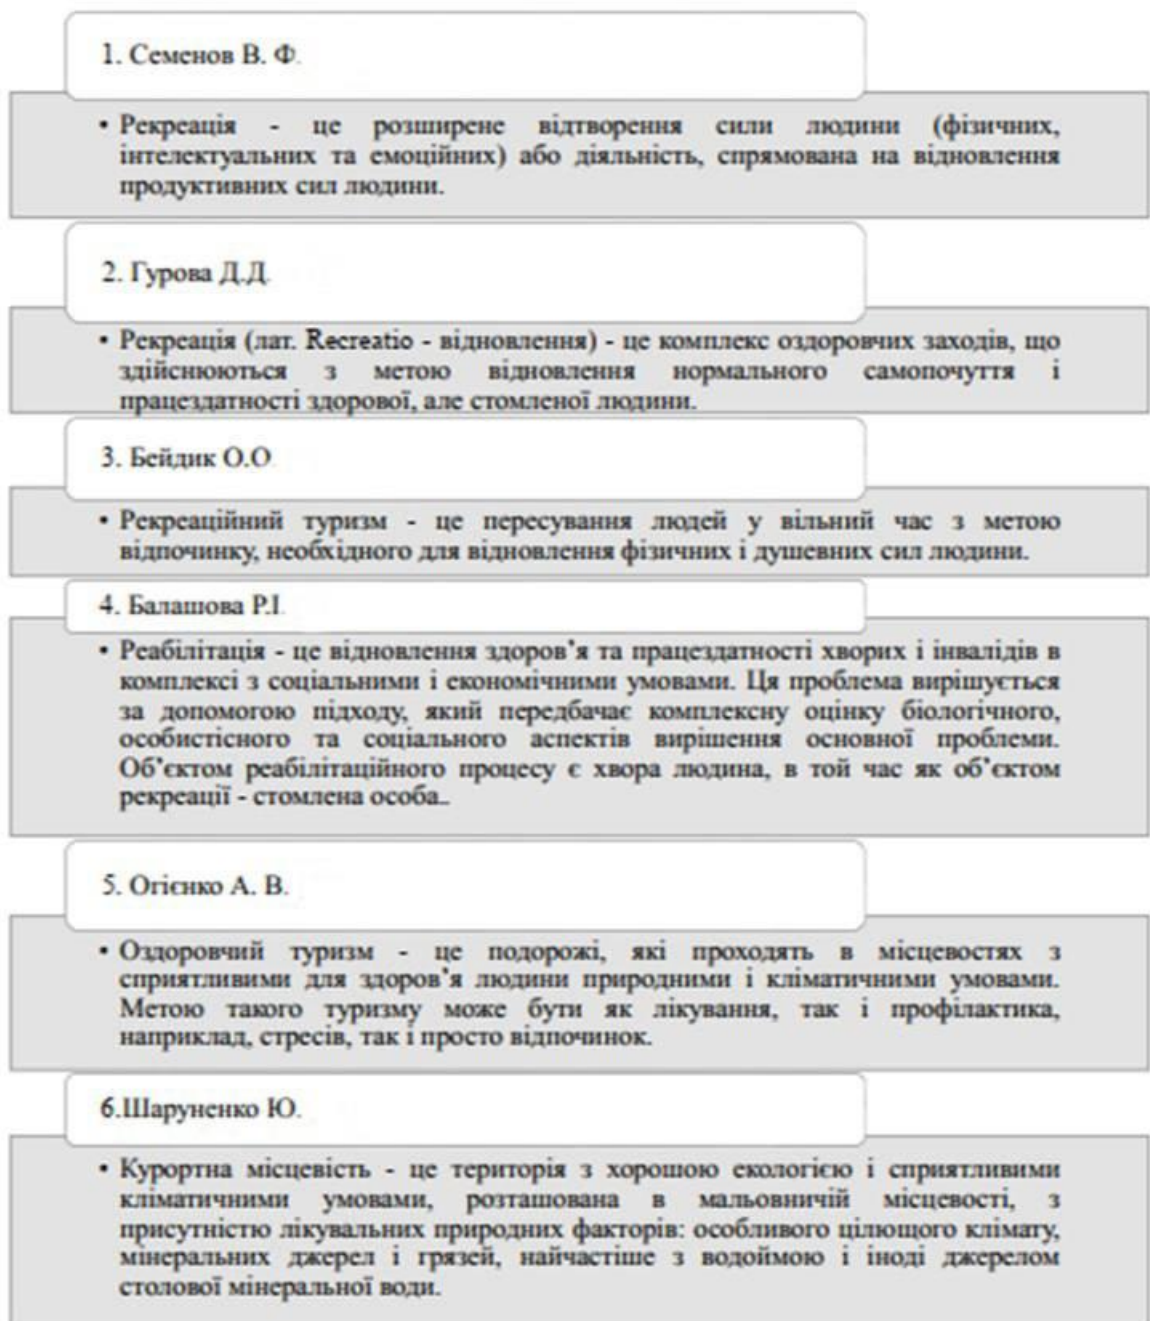 1. Семенов В. Ф.
• Рекреація - це розширене відтворення сили людини (фізичних,
інтелектуальних та емоційних) або діяльність, спрямована на відновлення
продуктивних сил людини.
2. Гурова Д.Д.
• Рекреація (лат. Recreatio - відновлення) - це комплекс оздоровчих заходів, що
здійснюються з метою відновлення нормального самопочуття і
працездатності здорової, але стомленої людини.
3. Бейдик О.О
• Рекреаційний туризм - це пересування людей у вільний час з метою
відпочинку, необхідного для відновлення фізичних і душевних сил людини.
4. Балашова Р.І.
• Реабілітація - це відновлення здоров’я та працездатності хворих і інвалідів в
комплексі з соціальними і економічними умовами. Ця проблема вирішується
за допомогою підходу, який передбачає комплексну оцінку біологічного,
особистісного та соціального аспектів вирішення основної проблеми.
Об’єктом реабілітаційного процесу є хвора людина, в той час як об’єктом
рекреації - стомлена особа..
5. Огієнко А. В.
• Оздоровчий туризм - це подорожі, які проходять в місцевостях з
сприятливими для здоров’я людини природними і кліматичними умовами.
Метою такого туризму може бути як лікування, так і профілактика,
наприклад, стресів, так і просто відпочинок.
6.Шаруненко Ю.
• Курортна місцевість - це територія з хорошою екологією і сприятливими
кліматичними умовами, розташована в мальовничій місцевості, з
присутністю лікувальних природних факторів: особливого цілющого клімату,
мінеральних джерел і грязей, найчастіше з водоймою і іноді джерелом
столової мінеральної води.